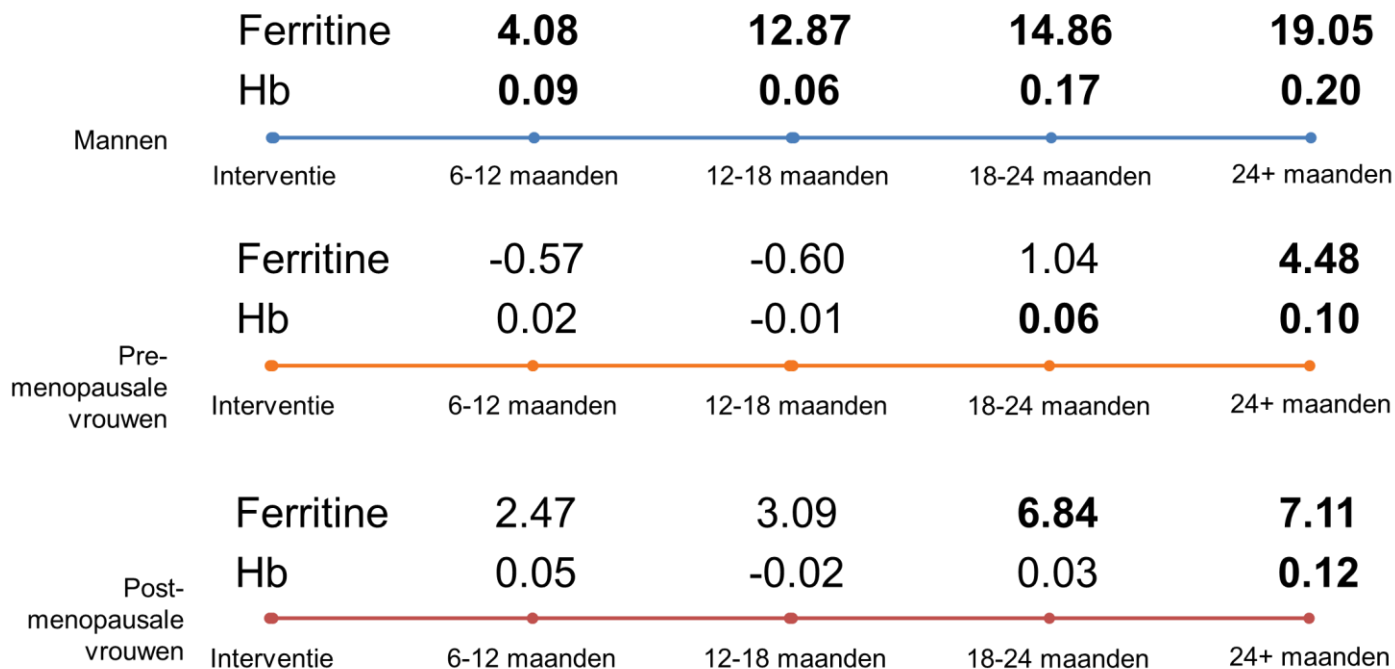 Ferritine 4.08 12.87 14.86 19.05
Hb 0.09 0.06 0.17 0.20
Mannen
Interventie 6-12 maanden 12-18 maanden 18-24 maanden 24+ maanden
Ferritine -0.57 -0.60 1.04 4.48
Hb 0.02 -0.01 0.06 0.10
Pre-
menopausale
vrouwen
Interventie 6-12 maanden 12-18 maanden 18-24 maanden 24+ maanden
Ferritine 2.47 3.09 6.84 7.11
Hb 0.05 -0.02 0.03 0.12
Post-
menopausale
vrouwen
Interventie 6-12 maanden 12-18 maanden 18-24 maanden 24+ maanden